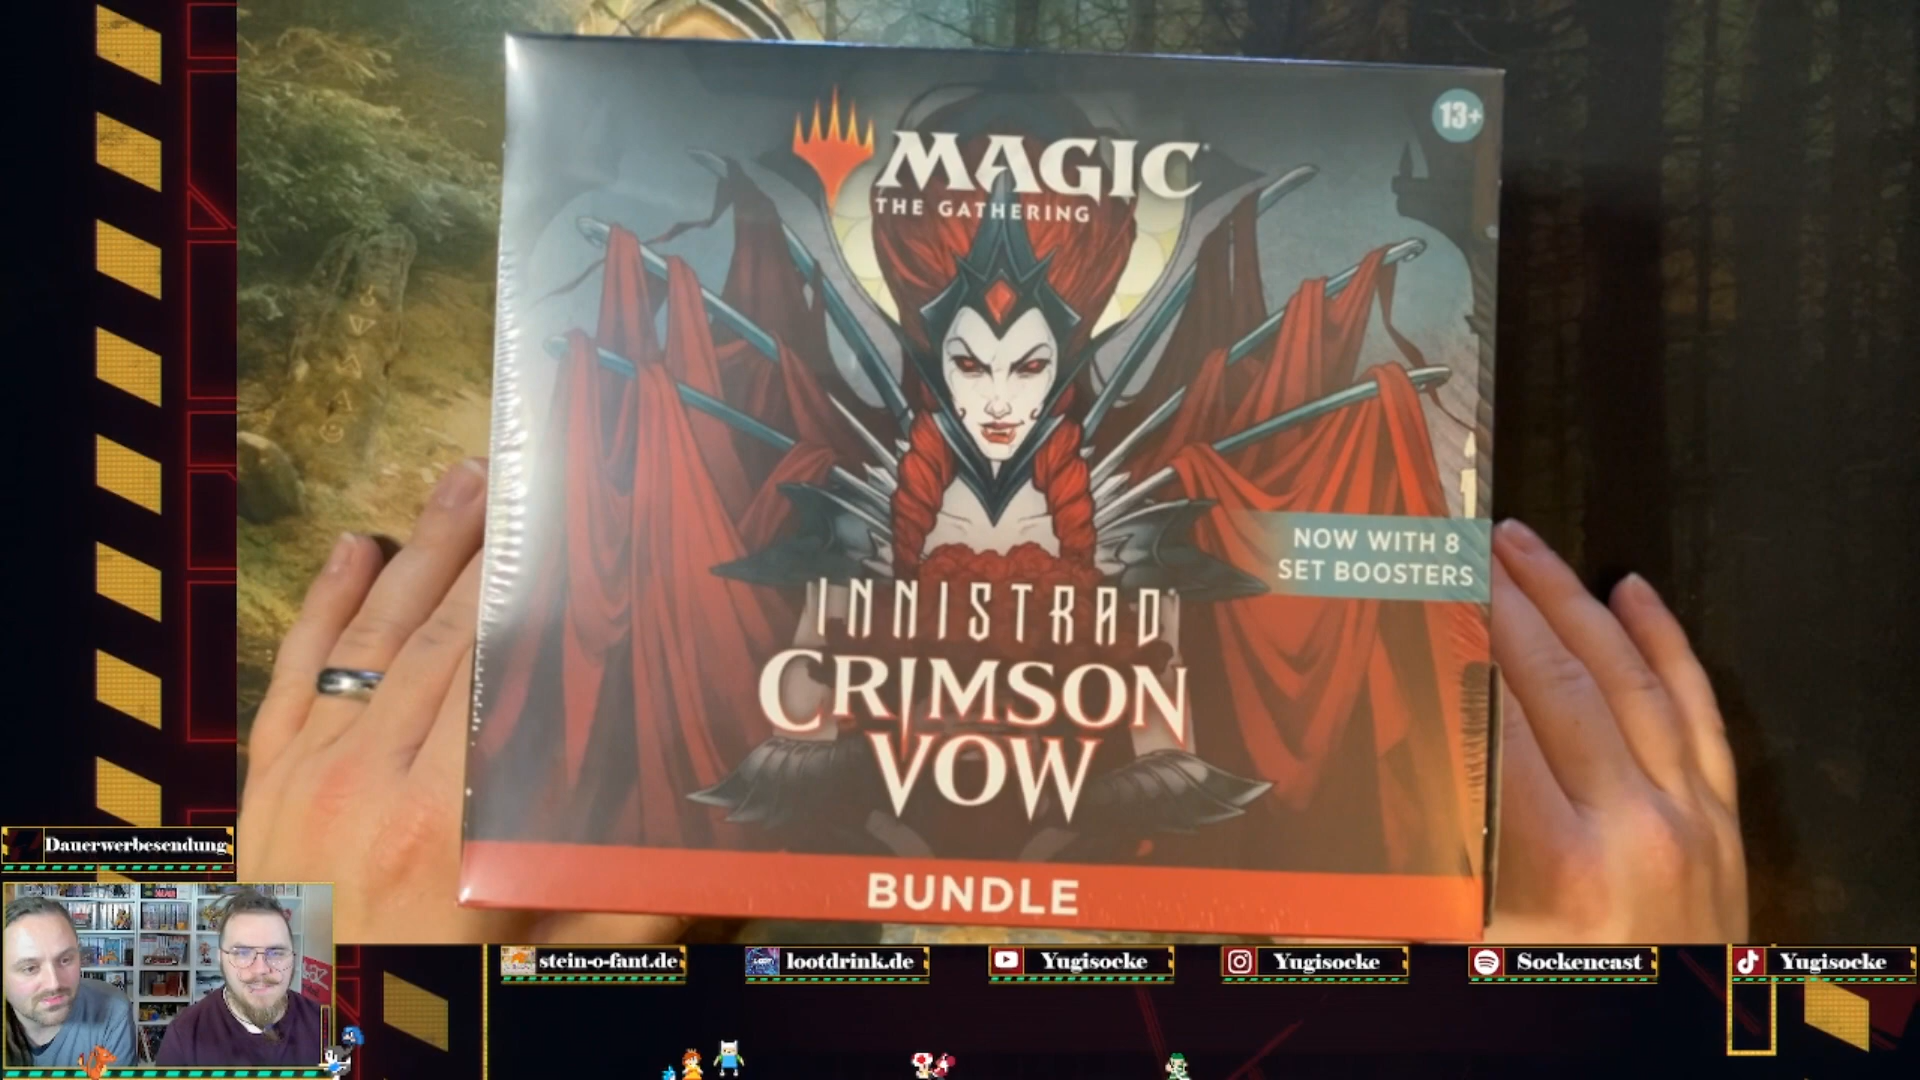 13+
MAGIC
THE GATHERING
NOW WITH 8
SET BOOSTERS
INNISTRAD
CRIMSON
VOW
BUNDLE
Dauerwerbesendung
stein-o-fant.de
lootdrink.de
Yugisocke
Yugisocke
Sockencast
Yugisocke